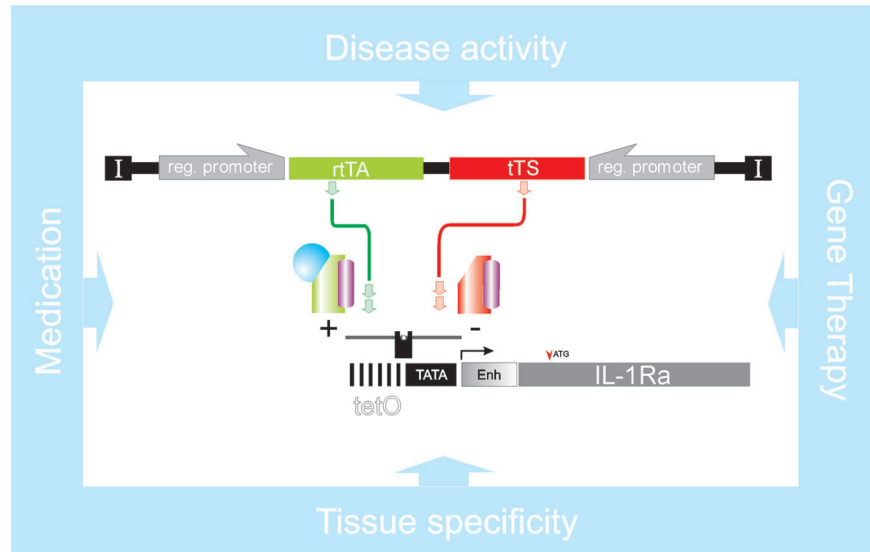 Disease activity
I reg. promoter rtTA tTS reg. promoter I
Medication
Gene Therapy
+ -
TATA Enh ATG IL-1Ra
tetO
Tissue specificity